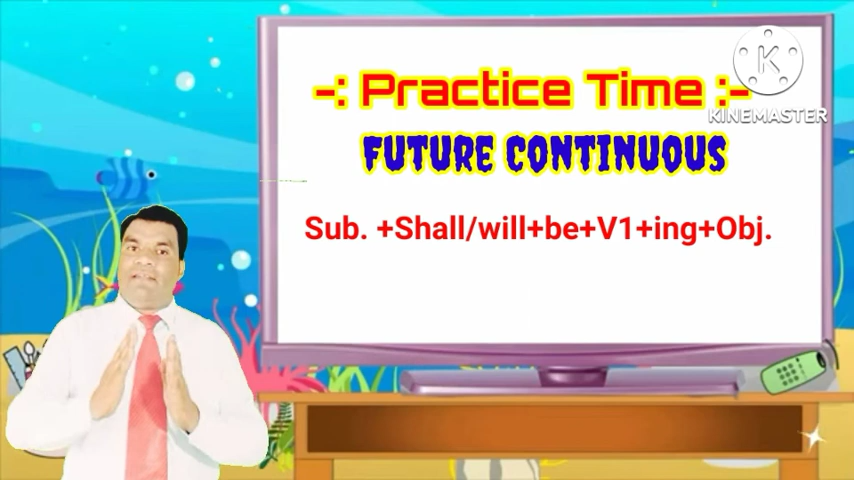 -: Practice Time :-
KINEMASTER
FUTURE CONTINUOUS
Sub. +Shall/will+be+V1+ing+Obj.